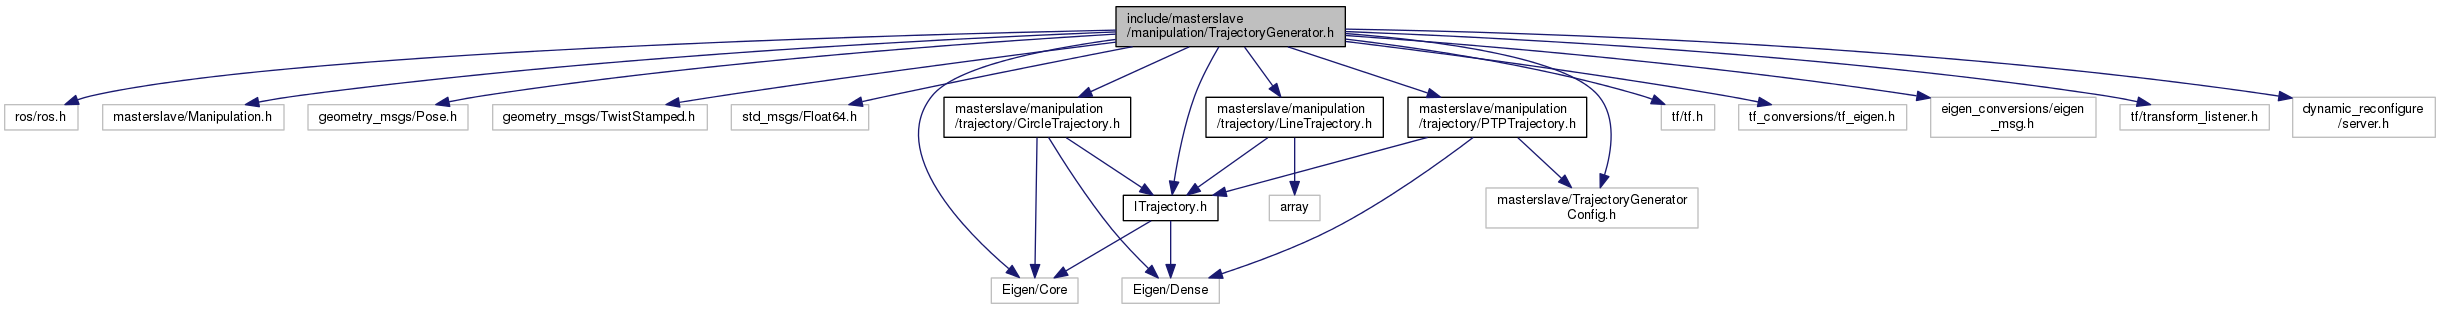 include/masterslave
/manipulation/TrajectoryGenerator.h
ros/ros.h
masterslave/Manipulation.h
geometry_msgs/Pose.h
geometry_msgs/TwistStamped.h
std_msgs/Float64.h
masterslave/manipulation
/trajectory/CircleTrajectory.h
masterslave/manipulation
/trajectory/LineTrajectory.h
masterslave/manipulation
/trajectory/PTPTrajectory.h
tf/tf.h
tf_conversions/tf_eigen.h
eigen_conversions/eigen
_msg.h
tf/transform_listener.h
dynamic_reconfigure
/server.h
ITrajectory.h
array
masterslave/TrajectoryGenerator
Config.h
Eigen/Core
Eigen/Dense